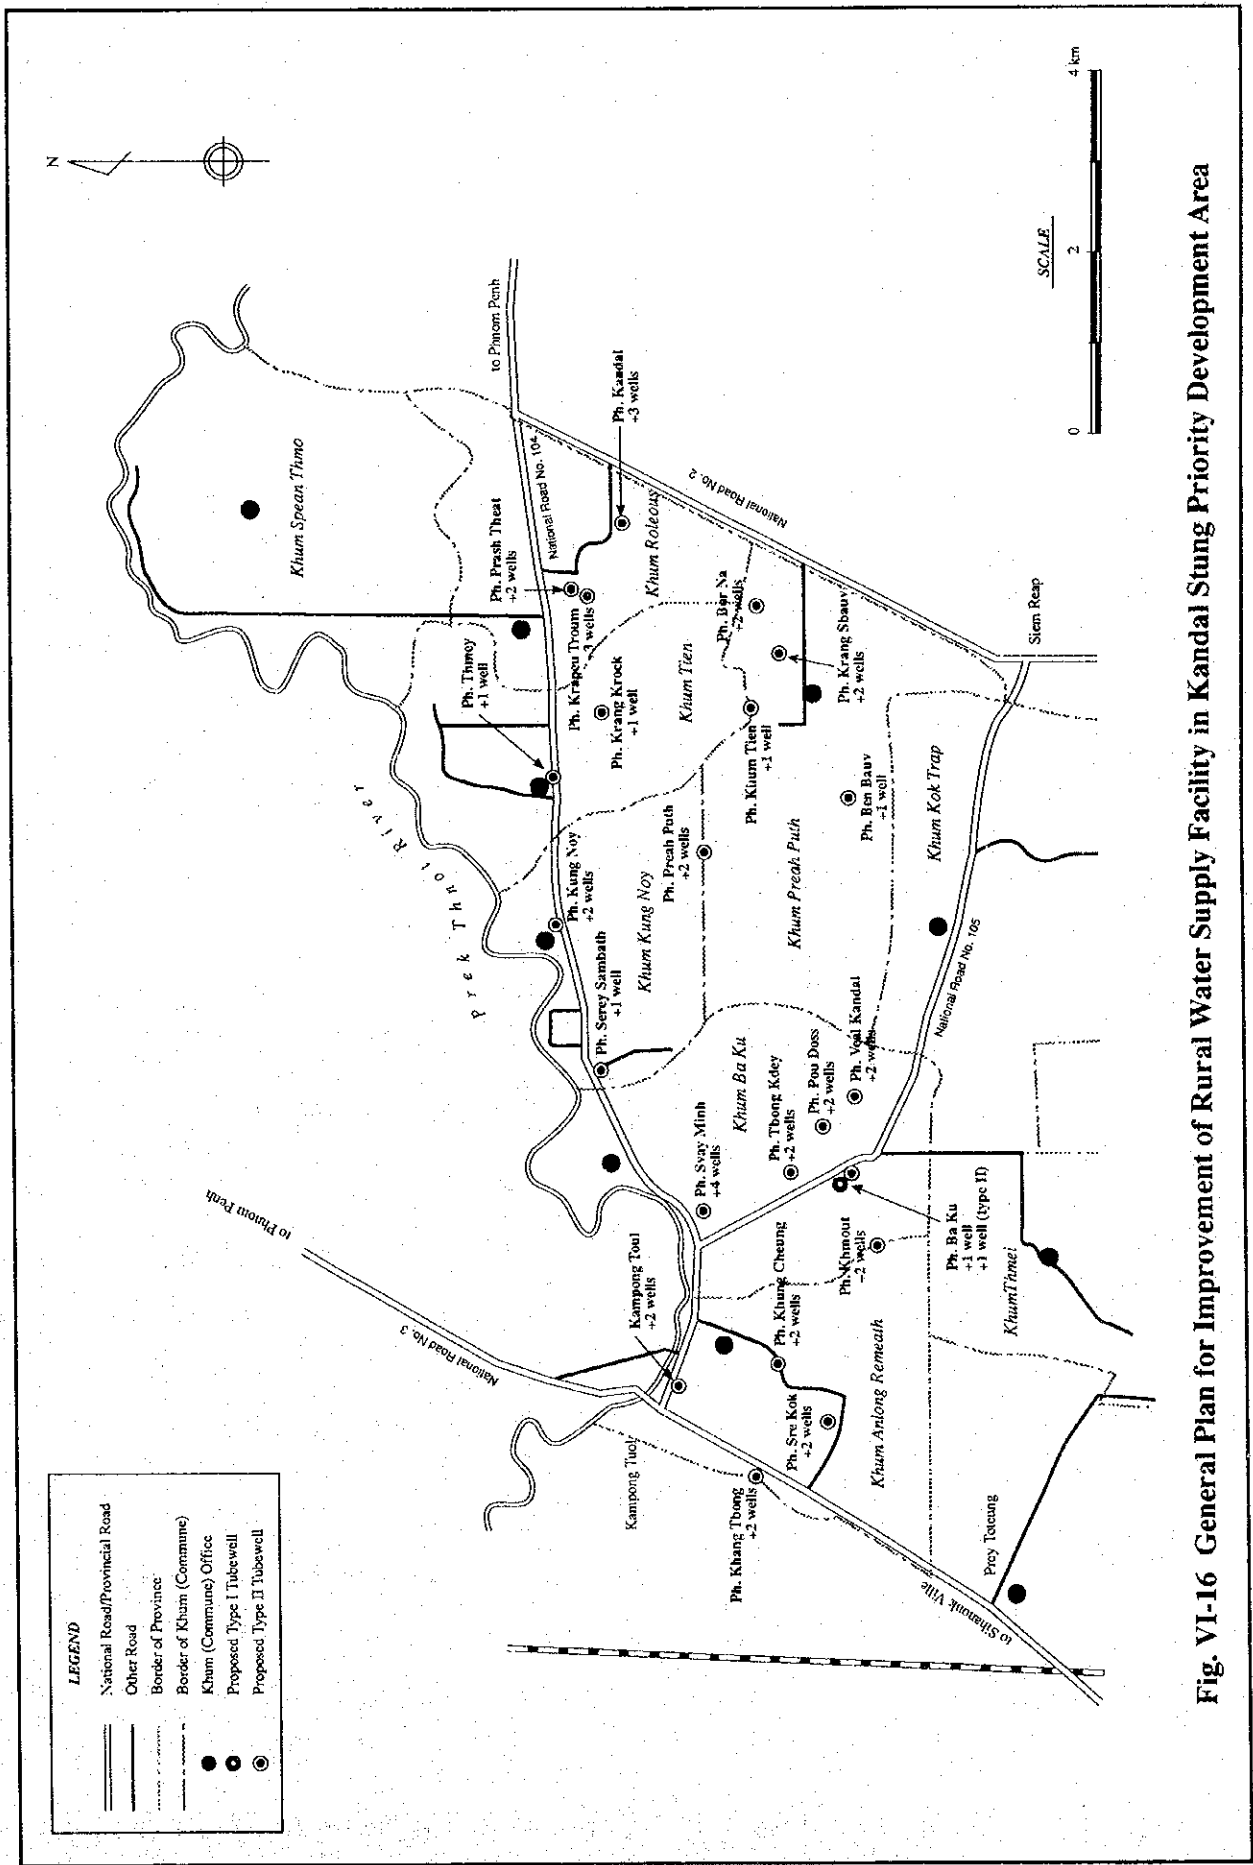 LEGEND
National Road/Provincial Road
Other Road
Border of Province
Border of Khum (Commune)
Khum (Commune) Office
Proposed Type I Tubewell
Proposed Type II Tubewell
N
to Phnom Penh
National Road No. 3
Prek Thnot River
Khum Spean Thmo
to Phnom Penh
National Road No. 104
Ph. Prash Theat
+2 wells
Ph. Kandal
+3 wells
Ph. Thmey
+1 well
Ph. Krapeu Troum
+3 wells
Khum Roleous
National Road No. 2
Ph. Krang Krock
+1 well
Khum Tien
Ph. Kung Noy
+2 wells
Khum Kung Noy
Ph. Serey Sambath
+1 well
Ph. Preah Puth
+2 wells
Ph. Khum Tien
+1 well
Ph. Bor Na
+2 wells
Ph. Krang Sbauv
+2 wells
Siem Reap
Ph. Ben Bauv
+1 well
Khum Preah Puth
Khum Kok Trap
National Road No. 105
Khum Ba Ku
Ph. Svay Minh
+4 wells
Ph. Tbong Kdey
+2 wells
Ph. Pou Doss
+2 wells
Ph. Veal Kandal
+2 wells
Kampong Toul
+2 wells
Ph. Khung Cheung
+2 wells
Ph. Khmout
+2 wells
Ph. Ba Ku
+1 well
+1 well (type II)
Khum Thmei
Kampong Tuol
Ph. Sre Kok
+2 wells
Khum Anlong Remeath
Ph. Khang Tbong
+2 wells
Prey Toteung
to Sihanouk Ville
SCALE
0 2 4 km
Fig. VI-16 General Plan for Improvement of Rural Water Supply Facility in Kandal Stung Priority Development Area